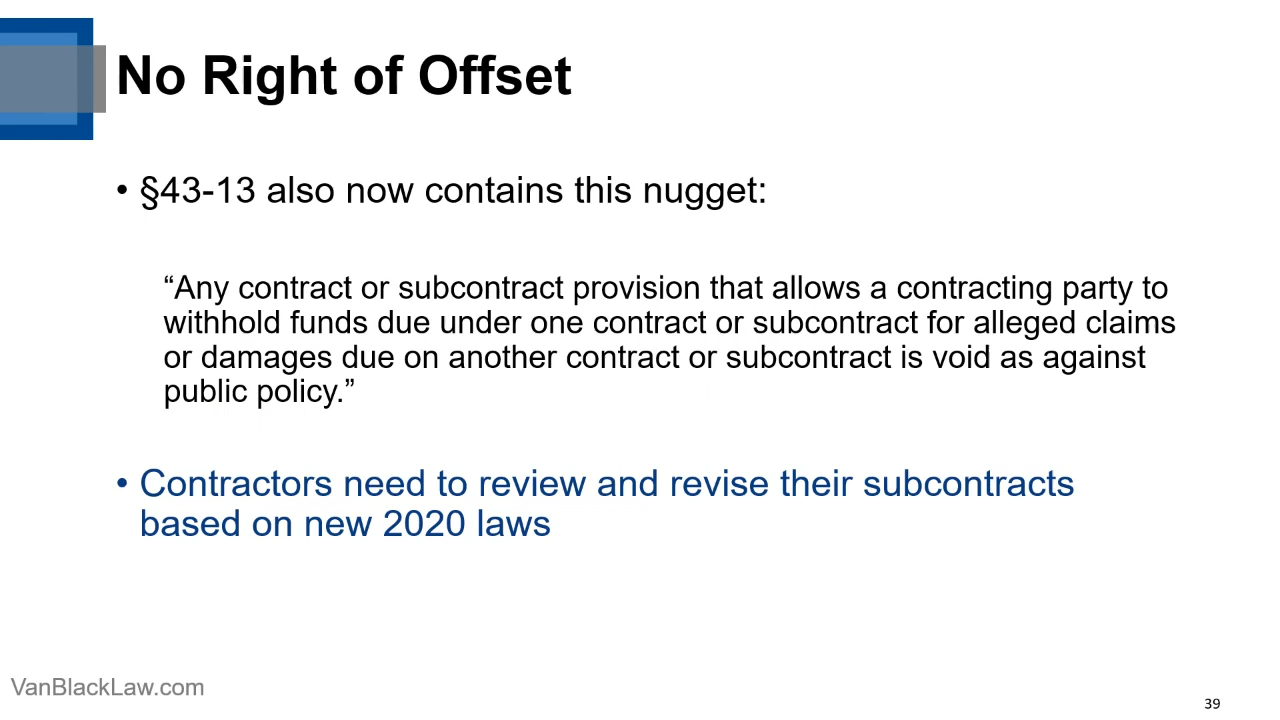 No Right of Offset
• §43-13 also now contains this nugget:
“Any contract or subcontract provision that allows a contracting party to
withhold funds due under one contract or subcontract for alleged claims
or damages due on another contract or subcontract is void as against
public policy.”
• Contractors need to review and revise their subcontracts
based on new 2020 laws
VanBlackLaw.com
39